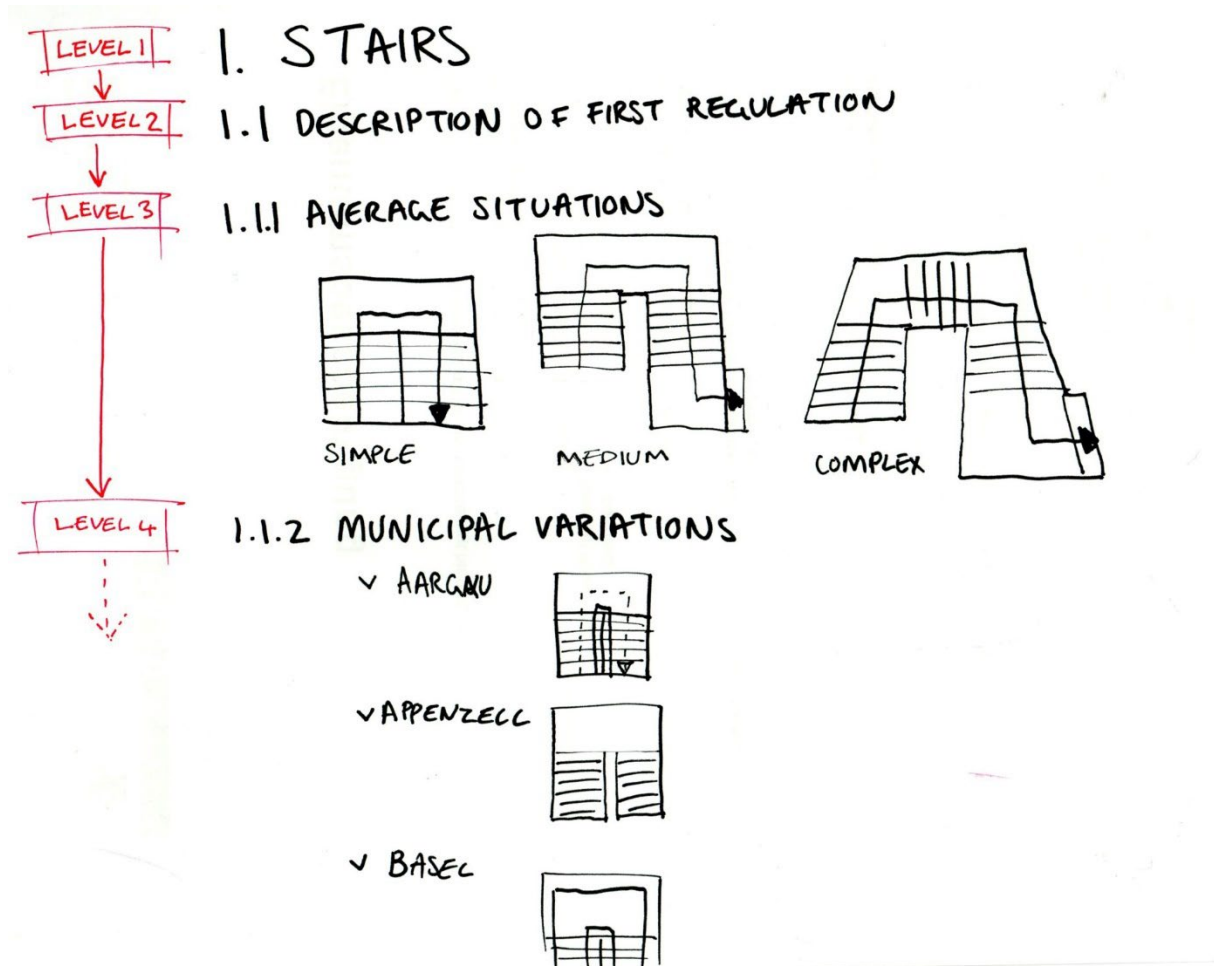 LEVEL 1
1. STAIRS
LEVEL 2
1.1 DESCRIPTION OF FIRST REGULATION
LEVEL 3
1.1.1 AVERAGE SITUATIONS
SIMPLE
MEDIUM
COMPLEX
LEVEL 4
1.1.2 MUNICIPAL VARIATIONS
v AARGAU
v APPENZELL
v BASEL